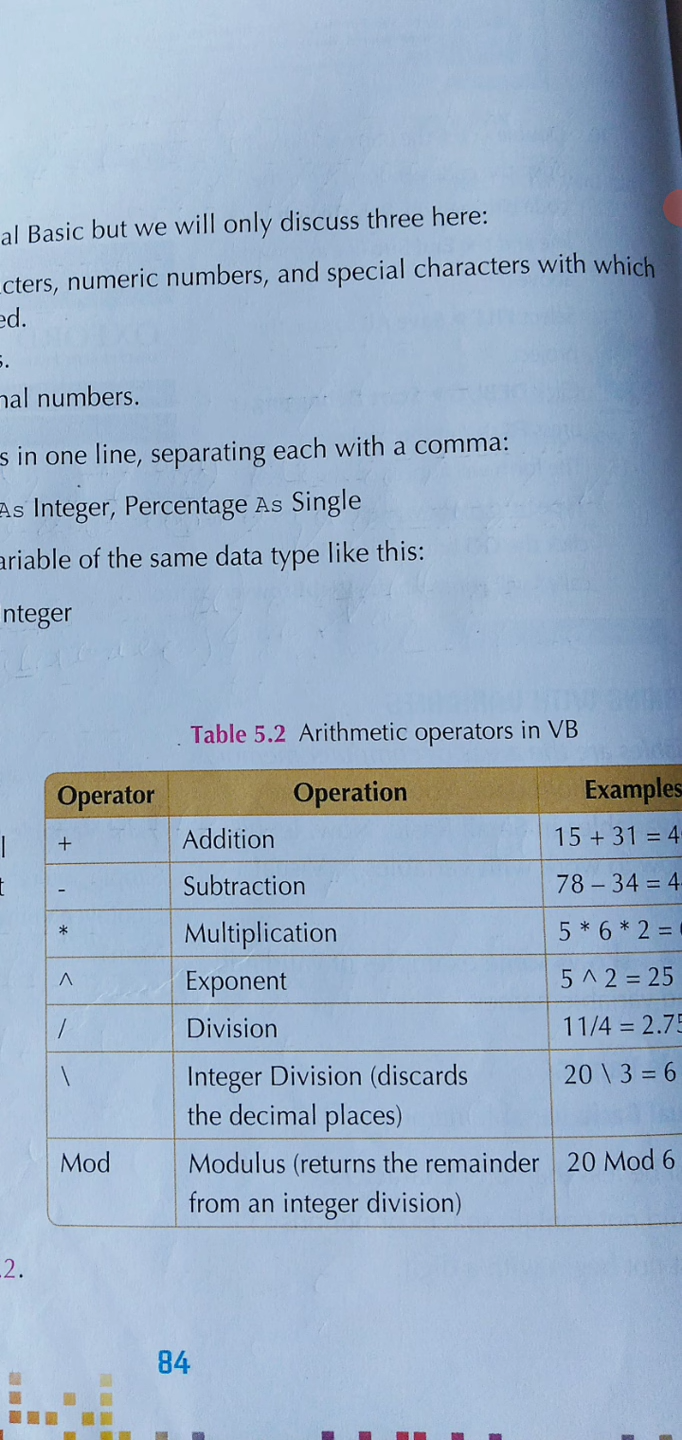 al Basic but we will only discuss three here:
cters, numeric numbers, and special characters with which
ed.
s.
nal numbers.
s in one line, separating each with a comma:
As Integer, Percentage As Single
ariable of the same data type like this:
nteger
Table 5.2 Arithmetic operators in VB
Operator Operation Examples
+ Addition 15 + 31 = 4
- Subtraction 78 – 34 = 4
* Multiplication 5 * 6 * 2 =
^ Exponent 5 ^ 2 = 25
/ Division 11/4 = 2.75
\ Integer Division (discards 20 \ 3 = 6
the decimal places)
Mod Modulus (returns the remainder 20 Mod 6
from an integer division)
.2.
84